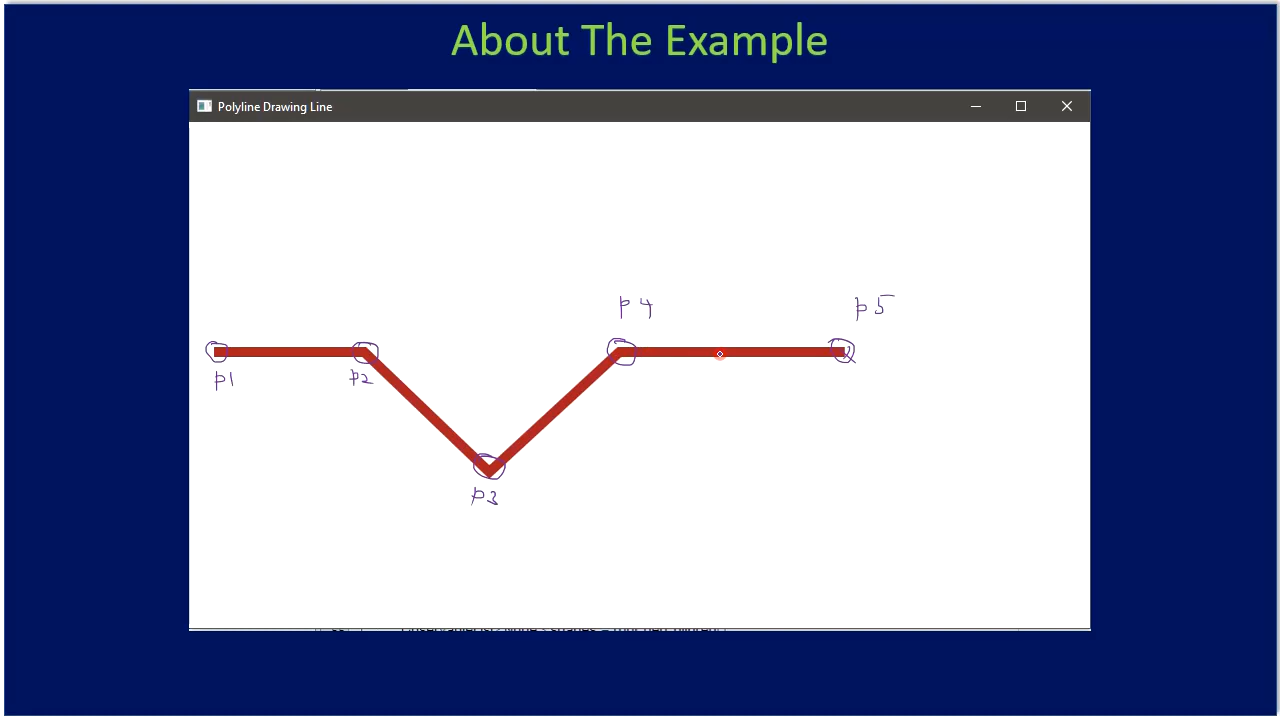 About The Example
Polyline Drawing Line
p4
p5
p1
p2
p3